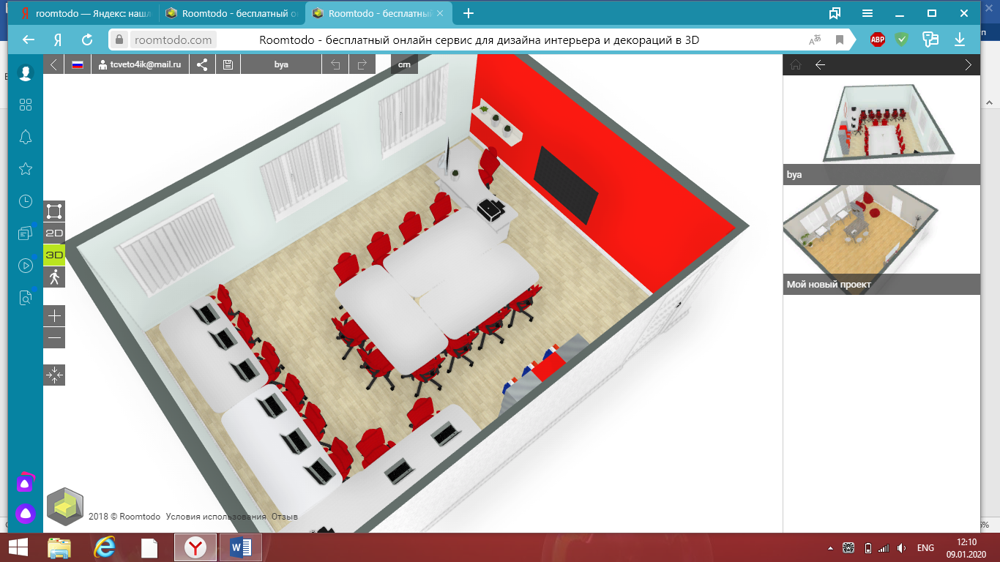 roomtodo — Яндекс: нашл
Roomtodo - бесплатный о
Roomtodo - бесплатный
Я
roomtodo.com
Roomtodo - бесплатный онлайн сервис для дизайна интерьера и декораций в 3D
ABP
tcveto4ik@mail.ru
bya
cm
bya
Мой новый проект
2D
3D
2018 © Roomtodo Условия использования Отзыв
ENG
12:10
09.01.2020